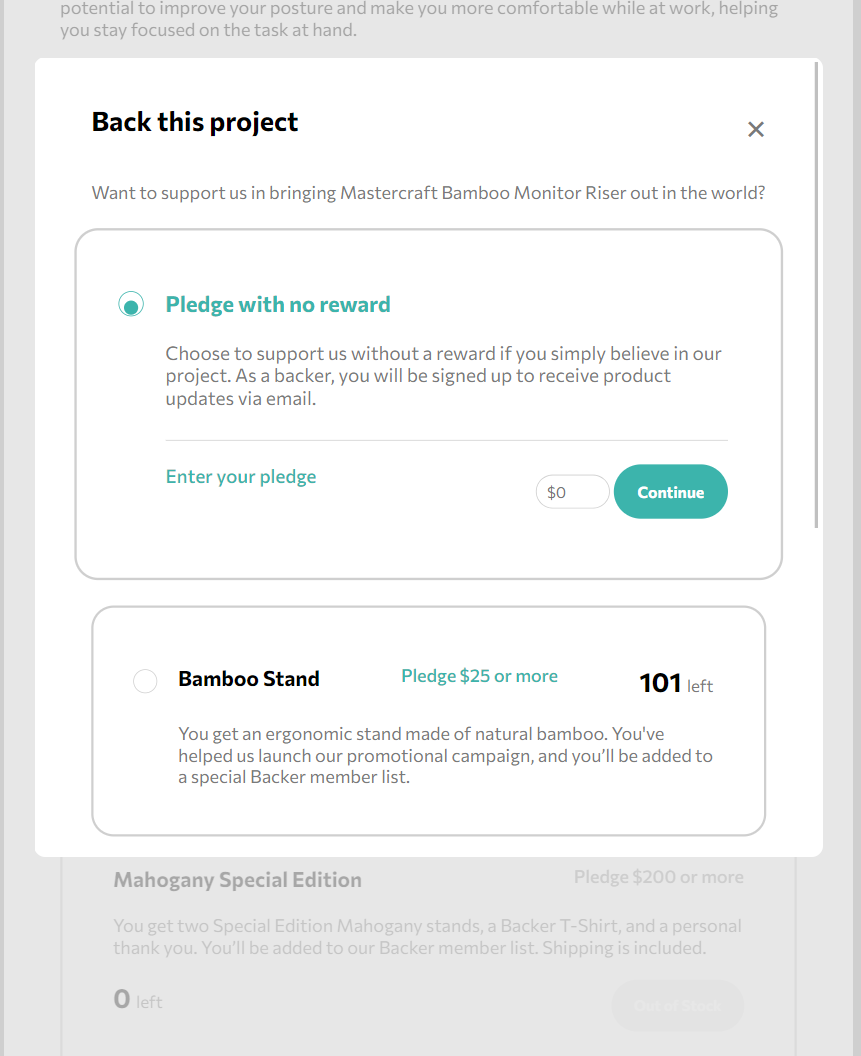 potential to improve your posture and make you more comfortable while at work, helping
you stay focused on the task at hand.
Back this project
Want to support us in bringing Mastercraft Bamboo Monitor Riser out in the world?
Pledge with no reward
Choose to support us without a reward if you simply believe in our
project. As a backer, you will be signed up to receive product
updates via email.
Enter your pledge
$0
Continue
Bamboo Stand
Pledge $25 or more
101 left
You get an ergonomic stand made of natural bamboo. You've
helped us launch our promotional campaign, and you’ll be added to
a special Backer member list.
Mahogany Special Edition
Pledge $200 or more
You get two Special Edition Mahogany stands, a Backer T-Shirt, and a personal
thank you. You’ll be added to our Backer member list. Shipping is included.
0 left
Out of Stock